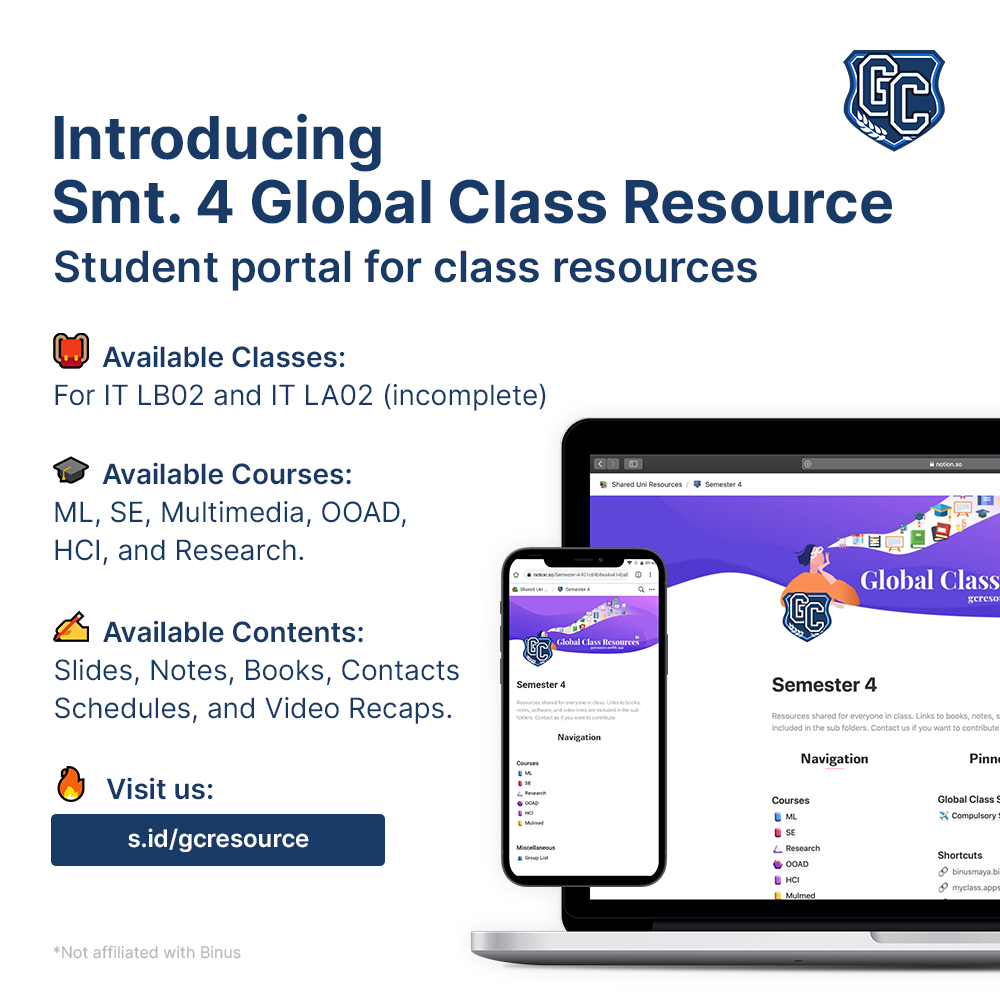 GC
Introducing
Smt. 4 Global Class Resource
Student portal for class resources
Available Classes:
For IT LB02 and IT LA02 (incomplete)
Available Courses:
ML, SE, Multimedia, OOAD,
HCI, and Research.
Available Contents:
Slides, Notes, Books, Contacts
Schedules, and Video Recaps.
Visit us:
s.id/gcresource
*Not affiliated with Binus
notion.so
Shared Uni Resources / Semester 4
Global Class
gcresou
GC
Semester 4
Resources shared for everyone in class. Links to books, notes, s
included in the sub folders. Contact us if you want to contribute
Navigation
Pinne
Courses
ML
SE
Research
OOAD
HCI
Mulmed
Global Class S
Compulsory S
Shortcuts
binusmaya.bi
myclass.apps
Shared Uni ... / Semester 4
Global Class Resources
GC
Semester 4
Resources shared for everyone in class. Links to books,
notes, software, and video links are included in the sub
folders. Contact us if you want to contribute
Navigation
Courses
ML
SE
Research
OOAD
HCI
Mulmed
Miscellaneous
Group List